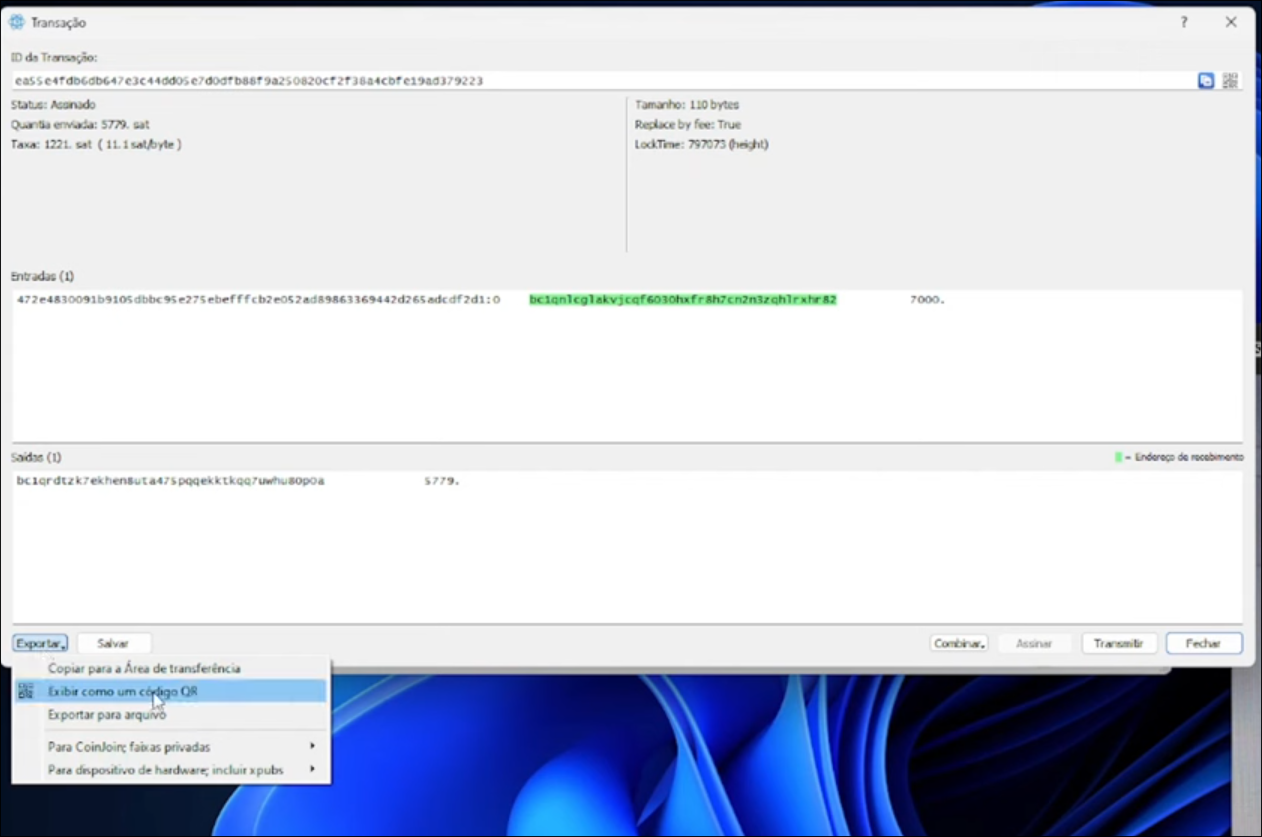 Transação
? ×
ID da Transação:
ea55e4fdb6db647e3c44dd05e7d0dfb88f9a250820cf2f38a4cbfe19ad379223
Status: Assinado
Quantia enviada: 5779. sat
Taxa: 1221. sat ( 11.1 sat/byte )
Tamanho: 110 bytes
Replace by fee: True
LockTime: 797073 (height)
Entradas (1)
472e4830091b9105dbbc95e275ebefffcb2e052ad89863369442d265adcdf2d1:0 bc1qnlcglakvjcqf6030hxfr8h7cn2n3zqhlrxhr82 7000.
Saídas (1)
= Endereço de recebimento
bc1qrdtzk7ekhen8uta475pqqekktkqq7uwhu80p0a 5779.
Exportar
Salvar
Combinar
Assinar
Transmitir
Fechar
Copiar para a Área de transferência
Exibir como um código QR
Exportar para arquivo
Para CoinJoin; faixas privadas
Para dispositivo de hardware; incluir xpubs